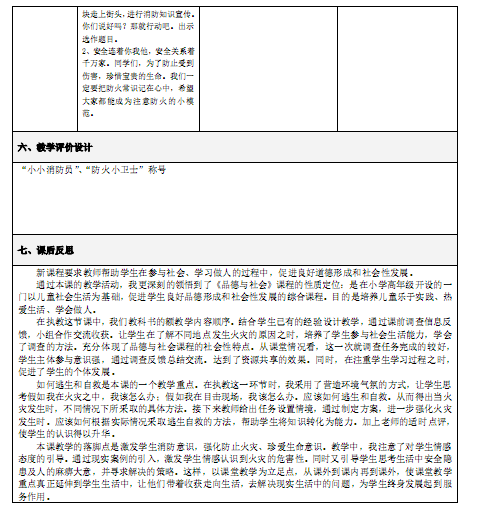 块走上街头，进行消防知识宣传。
你们说好吗？那就行动吧。出示
选作题目。
2、安全连着你我他，安全关系着
千万家。同学们，为了防止受到
伤害，珍惜宝贵的生命。我们一
定要把防火常识记在心中，希望
大家都能成为注意防火的小模
范。
六、教学评价设计
“小小消防员”、“防火小卫士”称号
七、课后反思
新课程要求教师帮助学生在参与社会、学习做人的过程中，促进良好道德形成和社会性发展。
通过本课的教学活动，我更深刻的领悟到了《品德与社会》课程的性质定位：是在小学高年级开设的一
门以儿童社会生活为基础，促进学生良好品德形成和社会性发展的综合课程。目的是培养儿童乐于实践、热
爱生活、学会做人。
在执教这节课中，我们教科书的额教学内容顺序。结合学生已有的经验设计教学，通过课前调查信息反
馈，小组合作交流收获。让学生在了解不同地点发生火灾的原因之时，培养了学生参与社会生活能力，学会
了调查的方法。充分体现了品德与社会课程的社会性特点。从课堂情况看，这一次就调查任务完成的较好，
学生主体参与意识强，通过调查反馈总结交流。达到了资源共享的效果。同时，在注重学生学习过程之时，
促进了学生的个体发展。
如何逃生和自救是本课的一个教学重点。在执教这一环节时，我采用了营造环境气氛的方式，让学生思
考假如我在火灾之中，我该怎么办；假如我在目击现场，我该怎么办。应该如何逃生和自救。从而得出当火
灾发生时，不同情况下所采取的具体方法。接下来教师给出任务设置情境，通过制定方案，进一步强化火灾
发生时。应该如何根据实际情况采取逃生自救的方法，帮助学生将知识转化为能力。加上老师的适时点评，
使学生的认识得以升华。
本课教学的落脚点是激发学生消防意识，强化防止火灾，珍爱生命意识。教学中，我注意了对学生情感
态度的引导。通过现实案例的引入，激发学生情感认识到火灾的危害性。同时又引导学生思考生活中安全隐
患及人的麻痹大意，并寻求解决的策略。这样，以课堂教学为立足点，从课外到课内再到课外，使课堂教学
重点真正延伸到学生生活中，让他们带着收获走向生活，去解决现实生活中的问题，为学生终身发展起到服
务作用。